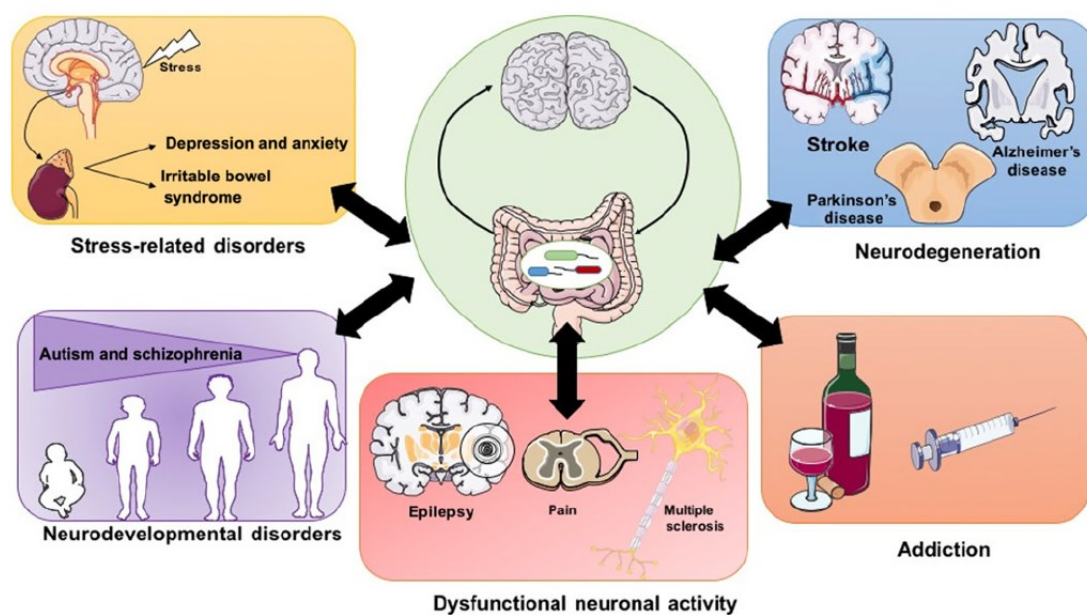 Stress
Depression and anxiety
Irritable bowel
syndrome
Stress-related disorders
Stroke
Alzheimer's
disease
Parkinson's
disease
Neurodegeneration
Autism and schizophrenia
Neurodevelopmental disorders
Epilepsy
Pain
Multiple
sclerosis
Dysfunctional neuronal activity
Addiction